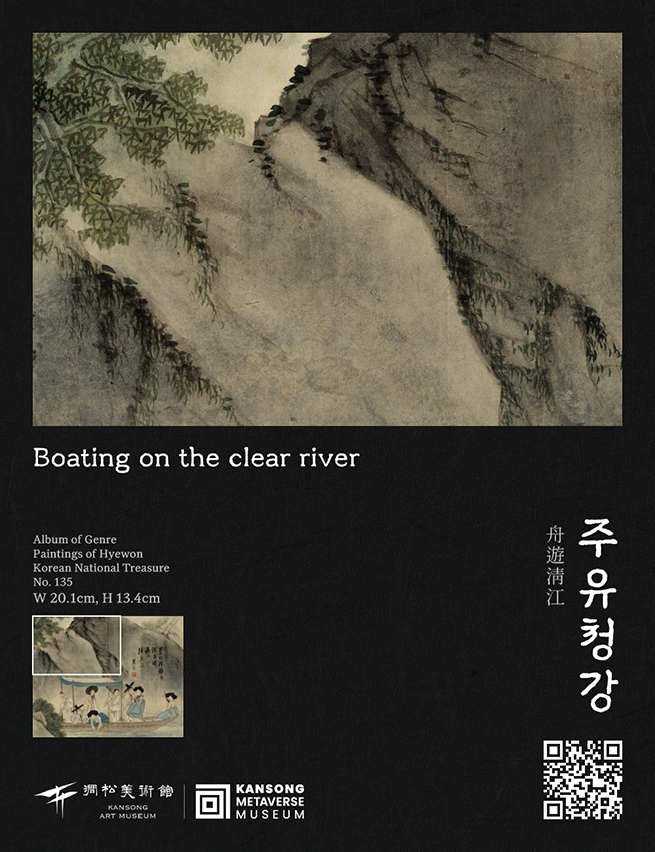 Boating on the clear river
Album of Genre
Paintings of Hyewon
Korean National Treasure
No. 135
W 20.1cm, H 13.4cm
주유청강
舟遊淸江
澗松美術館
KANSONG
ART MUSEUM
KANSONG
METAVERSE
MUSEUM